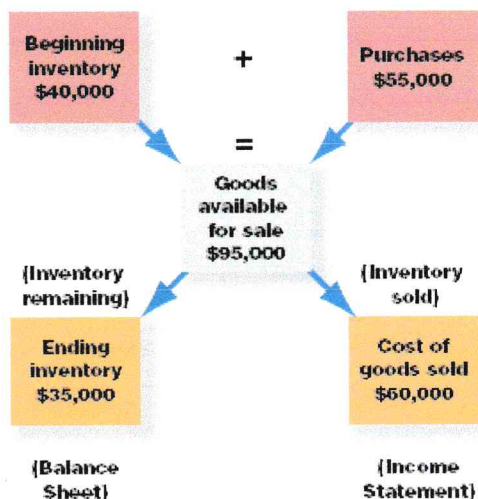 Beginning
inventory
$40,000
+
Purchases
$55,000
=
Goods
available
for sale
$95,000
(Inventory
remaining)
(Inventory
sold)
Ending
inventory
$35,000
Cost of
goods sold
$60,000
(Balance
Sheet)
(Income
Statement)